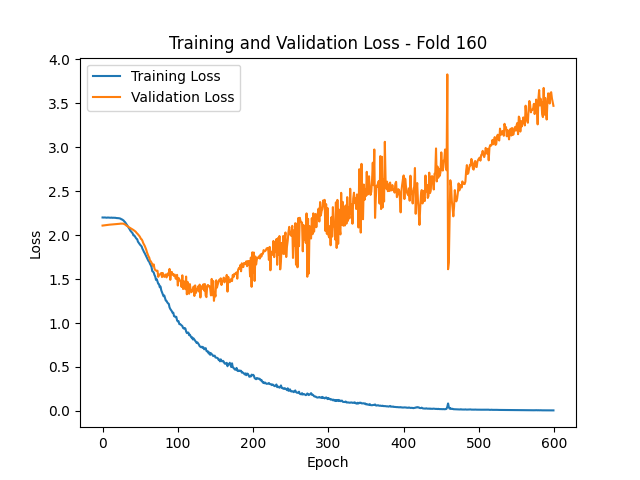 Training and Validation Loss - Fold 160
Training Loss
Validation Loss
4.0
3.5
3.0
2.5
2.0
1.5
1.0
0.5
0.0
Loss
0 100 200 300 400 500 600
Epoch